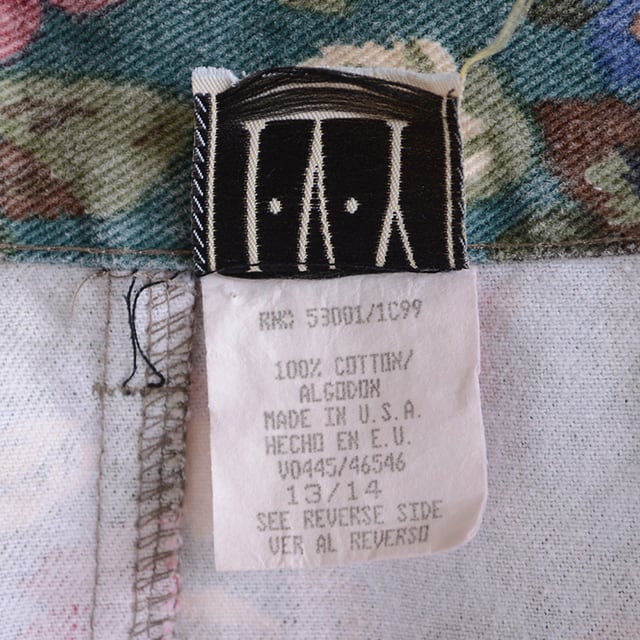 I.A.Y
RN# 53001/1C99
100% COTTON/
ALGODON
MADE IN U.S.A.
HECHO EN E.U.
V0445/46546
13/14
SEE REVERSE SIDE
VER AL REVERSO